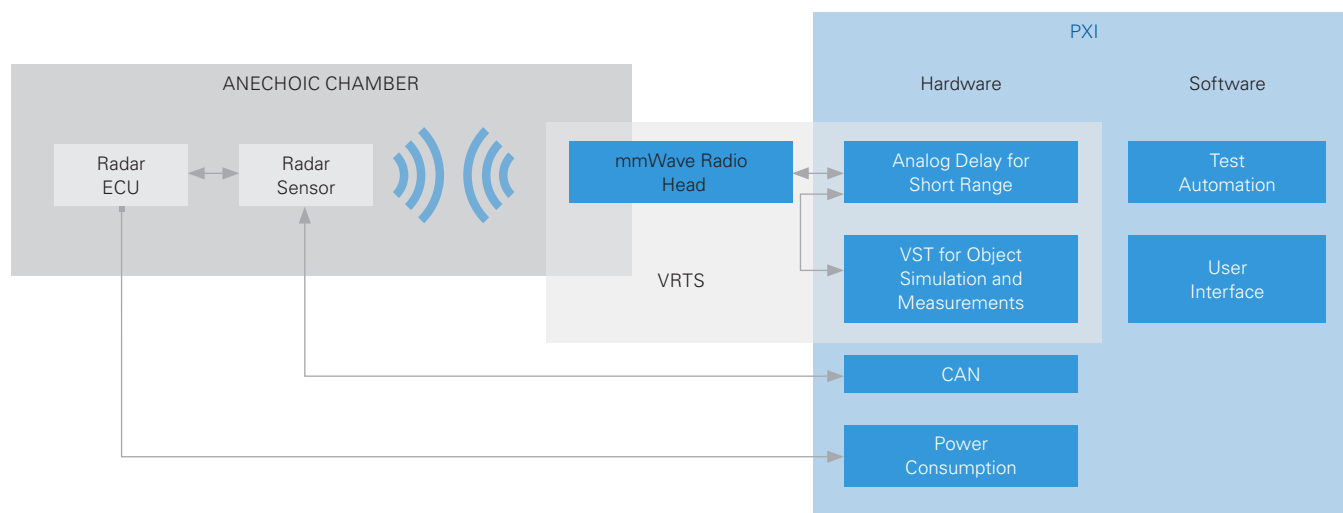 PXI
ANECHOIC CHAMBER
Hardware
Software
Radar
ECU
Radar
Sensor
mmWave Radio
Head
Analog Delay for
Short Range
Test
Automation
VRTS
VST for Object
Simulation and
Measurements
User
Interface
CAN
Power
Consumption